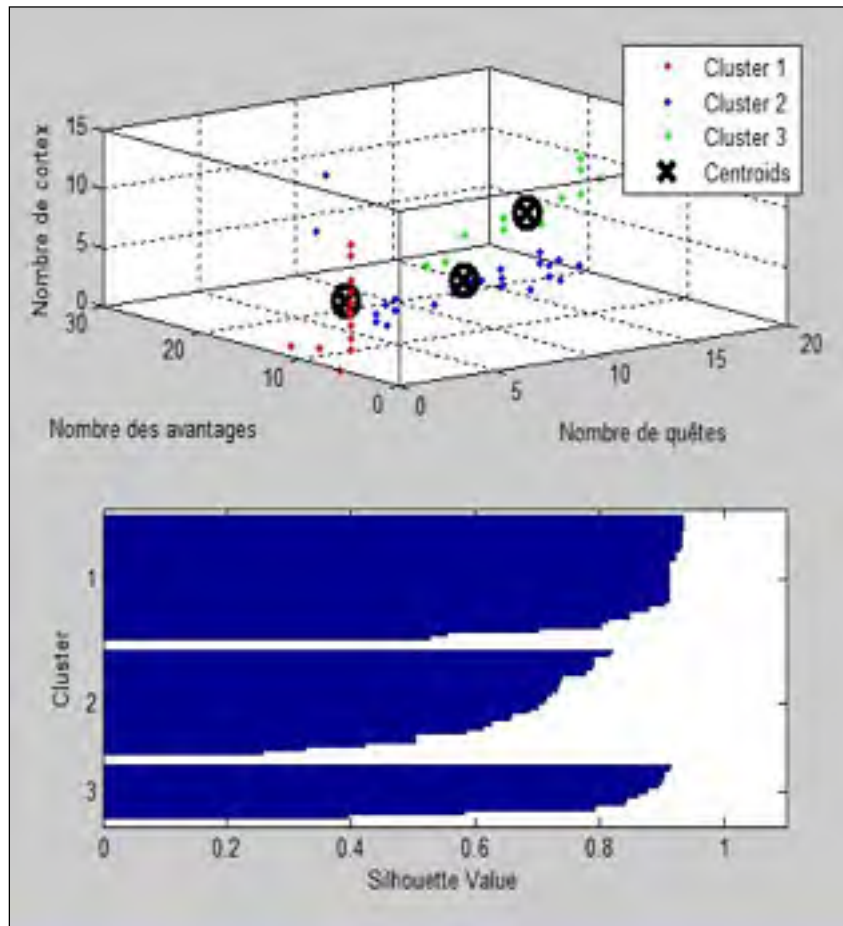 Cluster 1
Cluster 2
Cluster 3
Centroids
Nombre de cortex
15
10
5
0
30
20
10
0
0
5
10
15
20
Nombre des avantages
Nombre de quêtes
Cluster
1
2
3
0
0.2
0.4
0.6
0.8
1
Silhouette Value